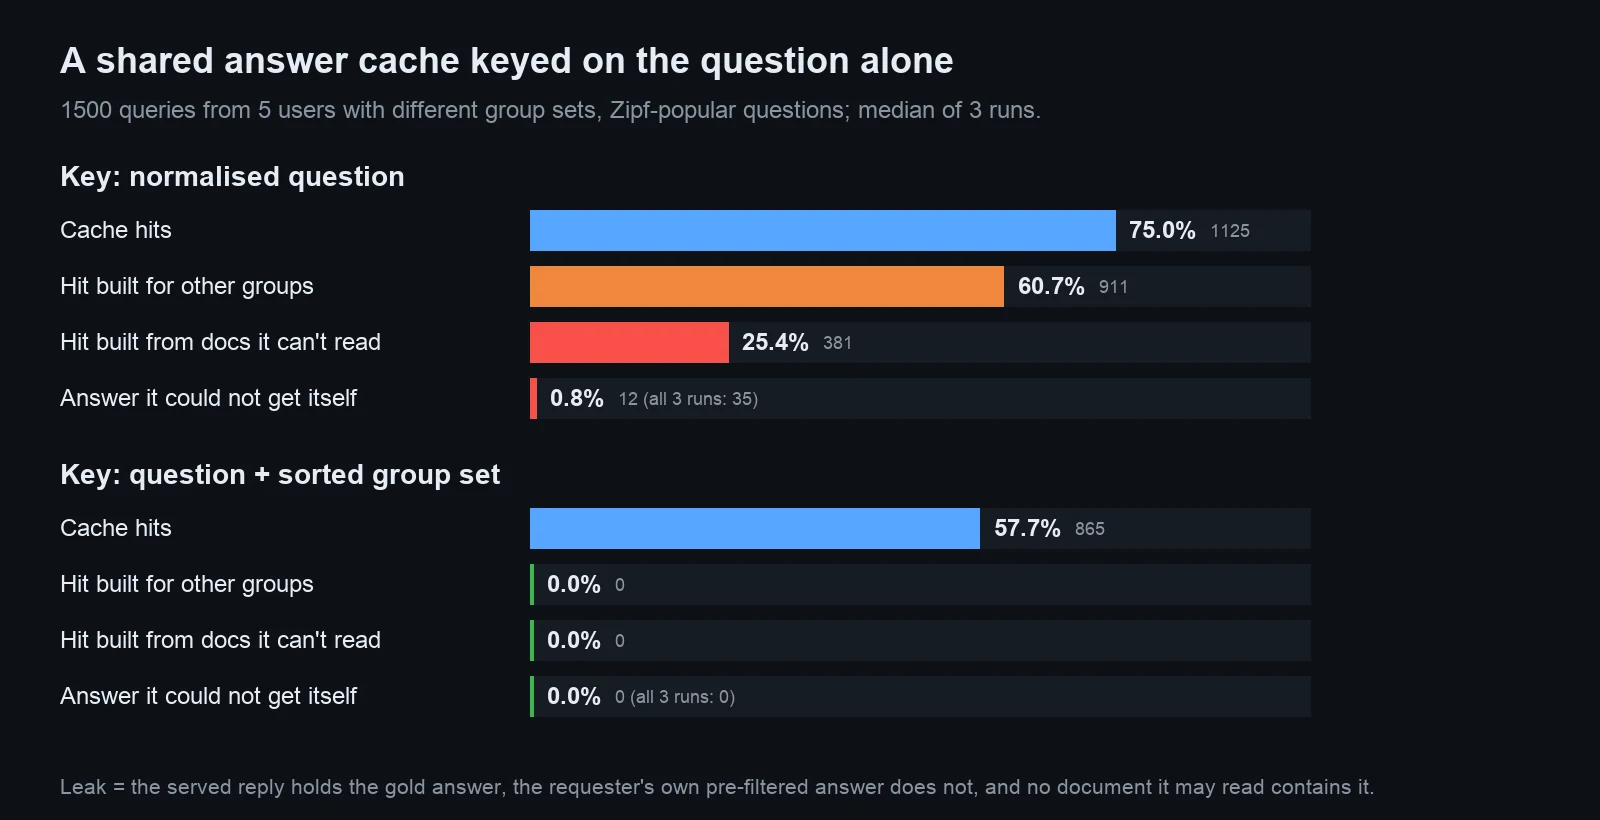 A shared answer cache keyed on the question alone
1500 queries from 5 users with different group sets, Zipf-popular questions; median of 3 runs.
Key: normalised question
Cache hits 75.0% 1125
Hit built for other groups 60.7% 911
Hit built from docs it can't read 25.4% 381
Answer it could not get itself 0.8% 12 (all 3 runs: 35)
Key: question + sorted group set
Cache hits 57.7% 865
Hit built for other groups 0.0% 0
Hit built from docs it can't read 0.0% 0
Answer it could not get itself 0.0% 0 (all 3 runs: 0)
Leak = the served reply holds the gold answer, the requester's own pre-filtered answer does not, and no document it may read contains it.